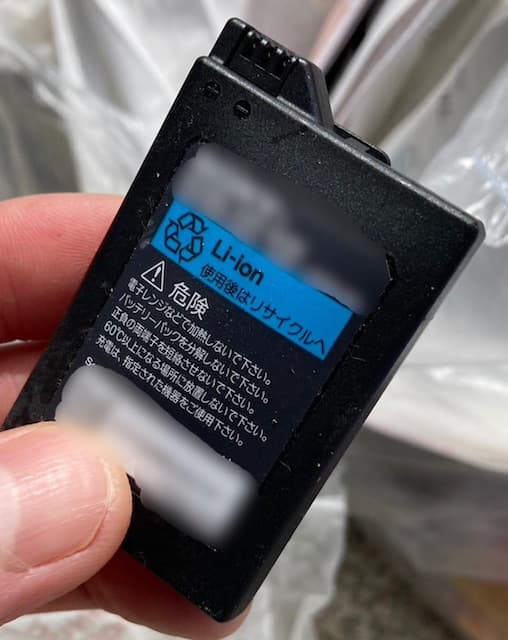 Li-ion
使用後はリサイクルへ
危険
電子レンジなどで加熱しないで下さい。
バッテリーパックを分解しないで下さい。
正負の両端子を短絡させないで下さい。
60℃以上になる場所に放置しないで下さい。
充電は、指定された機器をご使用下さい。